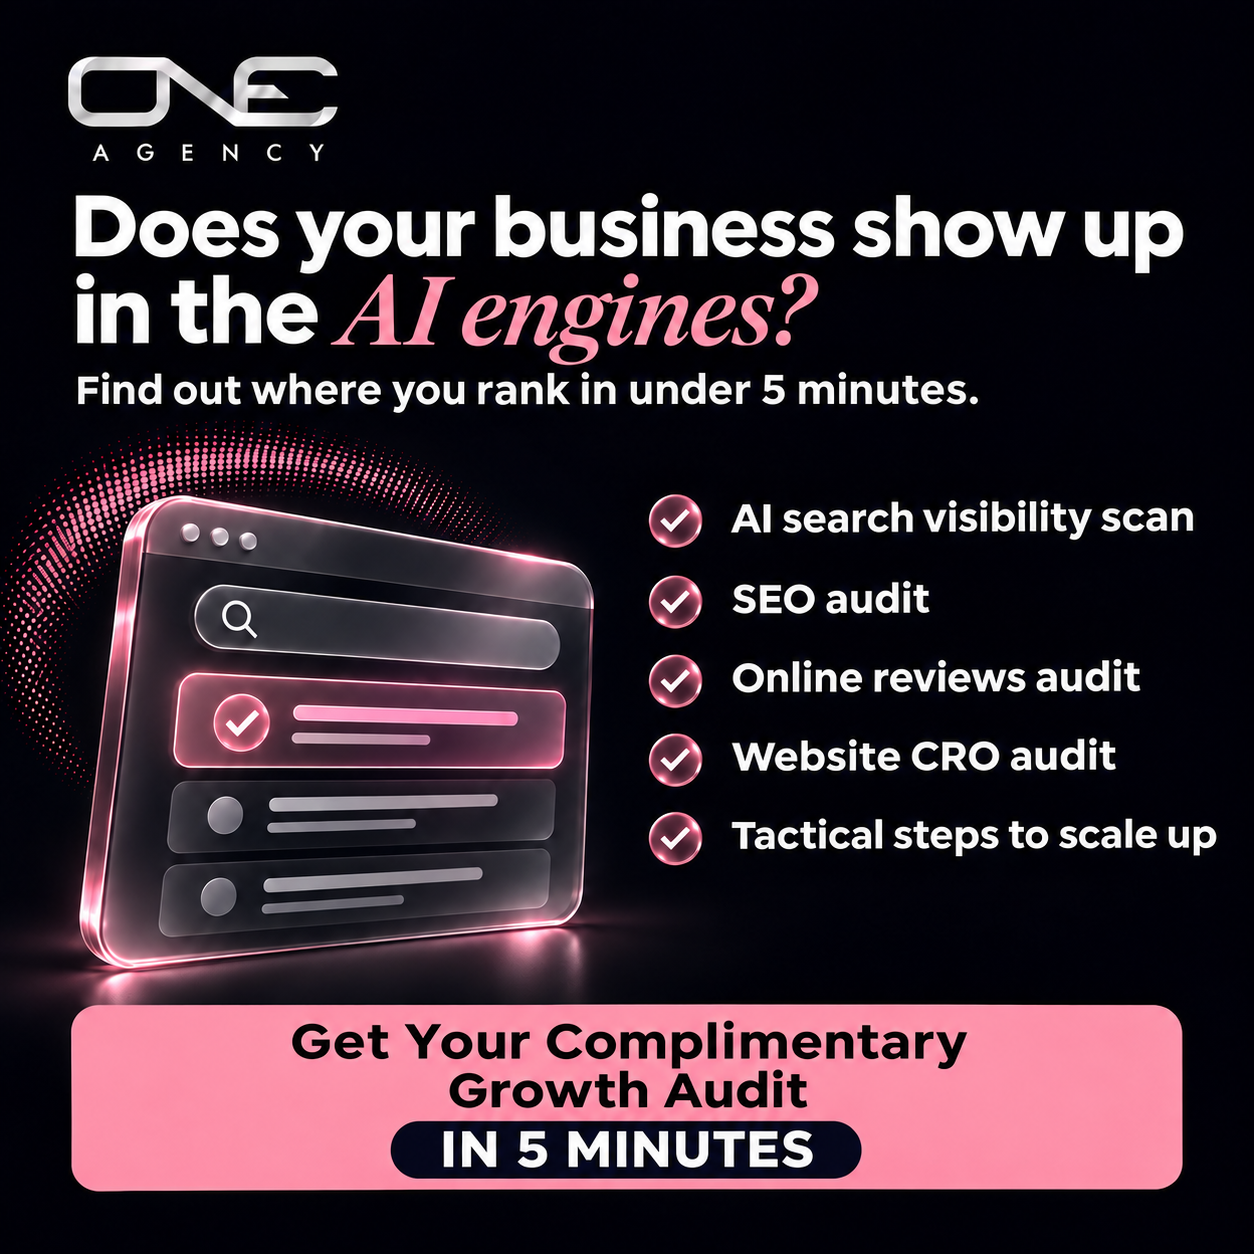 ONE
AGENCY
Does your business show up
in the AI engines?
Find out where you rank in under 5 minutes.
AI search visibility scan
SEO audit
Online reviews audit
Website CRO audit
Tactical steps to scale up
Get Your Complimentary
Growth Audit
IN 5 MINUTES